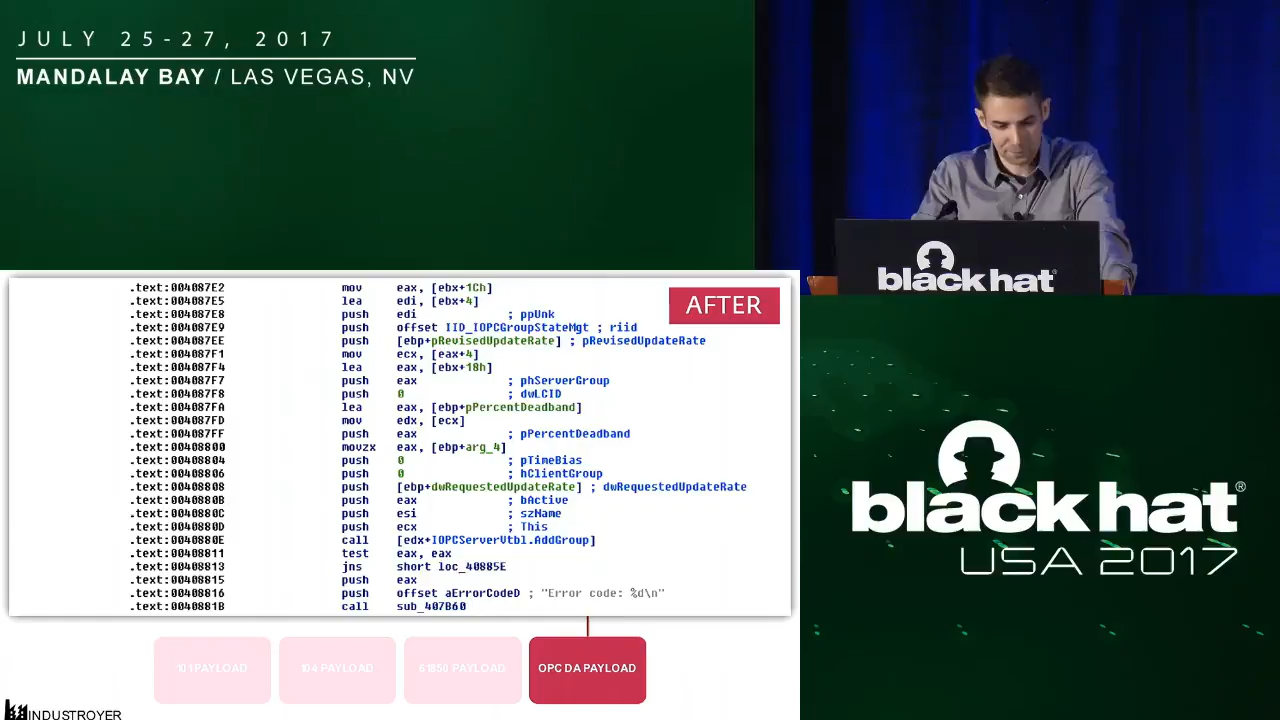 JULY 25-27, 2017
MANDALAY BAY / LAS VEGAS, NV
black hat®
AFTER
.text:004087E2 mov eax, [ebx+1Ch]
.text:004087E5 lea edi, [ebx+4]
.text:004087E8 push edi ; ppUnk
.text:004087E9 push offset IID_IOPCGroupStateMgt ; riid
.text:004087EE push [ebp+pRevisedUpdateRate] ; pRevisedUpdateRate
.text:004087F1 mov ecx, [eax+4]
.text:004087F4 lea eax, [ebx+18h]
.text:004087F7 push eax ; phServerGroup
.text:004087F8 push 0 ; dwLCID
.text:004087FA lea eax, [ebp+pPercentDeadband]
.text:004087FD mov edx, [ecx]
.text:004087FF push eax ; pPercentDeadband
.text:00408800 movzx eax, [ebp+arg_4]
.text:00408804 push 0 ; pTimeBias
.text:00408806 push 0 ; hClientGroup
.text:00408808 push [ebp+dwRequestedUpdateRate] ; dwRequestedUpdateRate
.text:0040880B push eax ; bActive
.text:0040880C push esi ; szName
.text:0040880D push ecx ; This
.text:0040880E call [edx+IOPCServerVtbl.AddGroup]
.text:00408811 test eax, eax
.text:00408813 jns short loc_40885E
.text:00408815 push eax
.text:00408816 push offset aErrorCodeD ; "Error code: %d\n"
.text:0040881B call sub_407B60
101 PAYLOAD
104 PAYLOAD
61850 PAYLOAD
OPC DA PAYLOAD
INDUSTROYER
black hat®
USA 2017